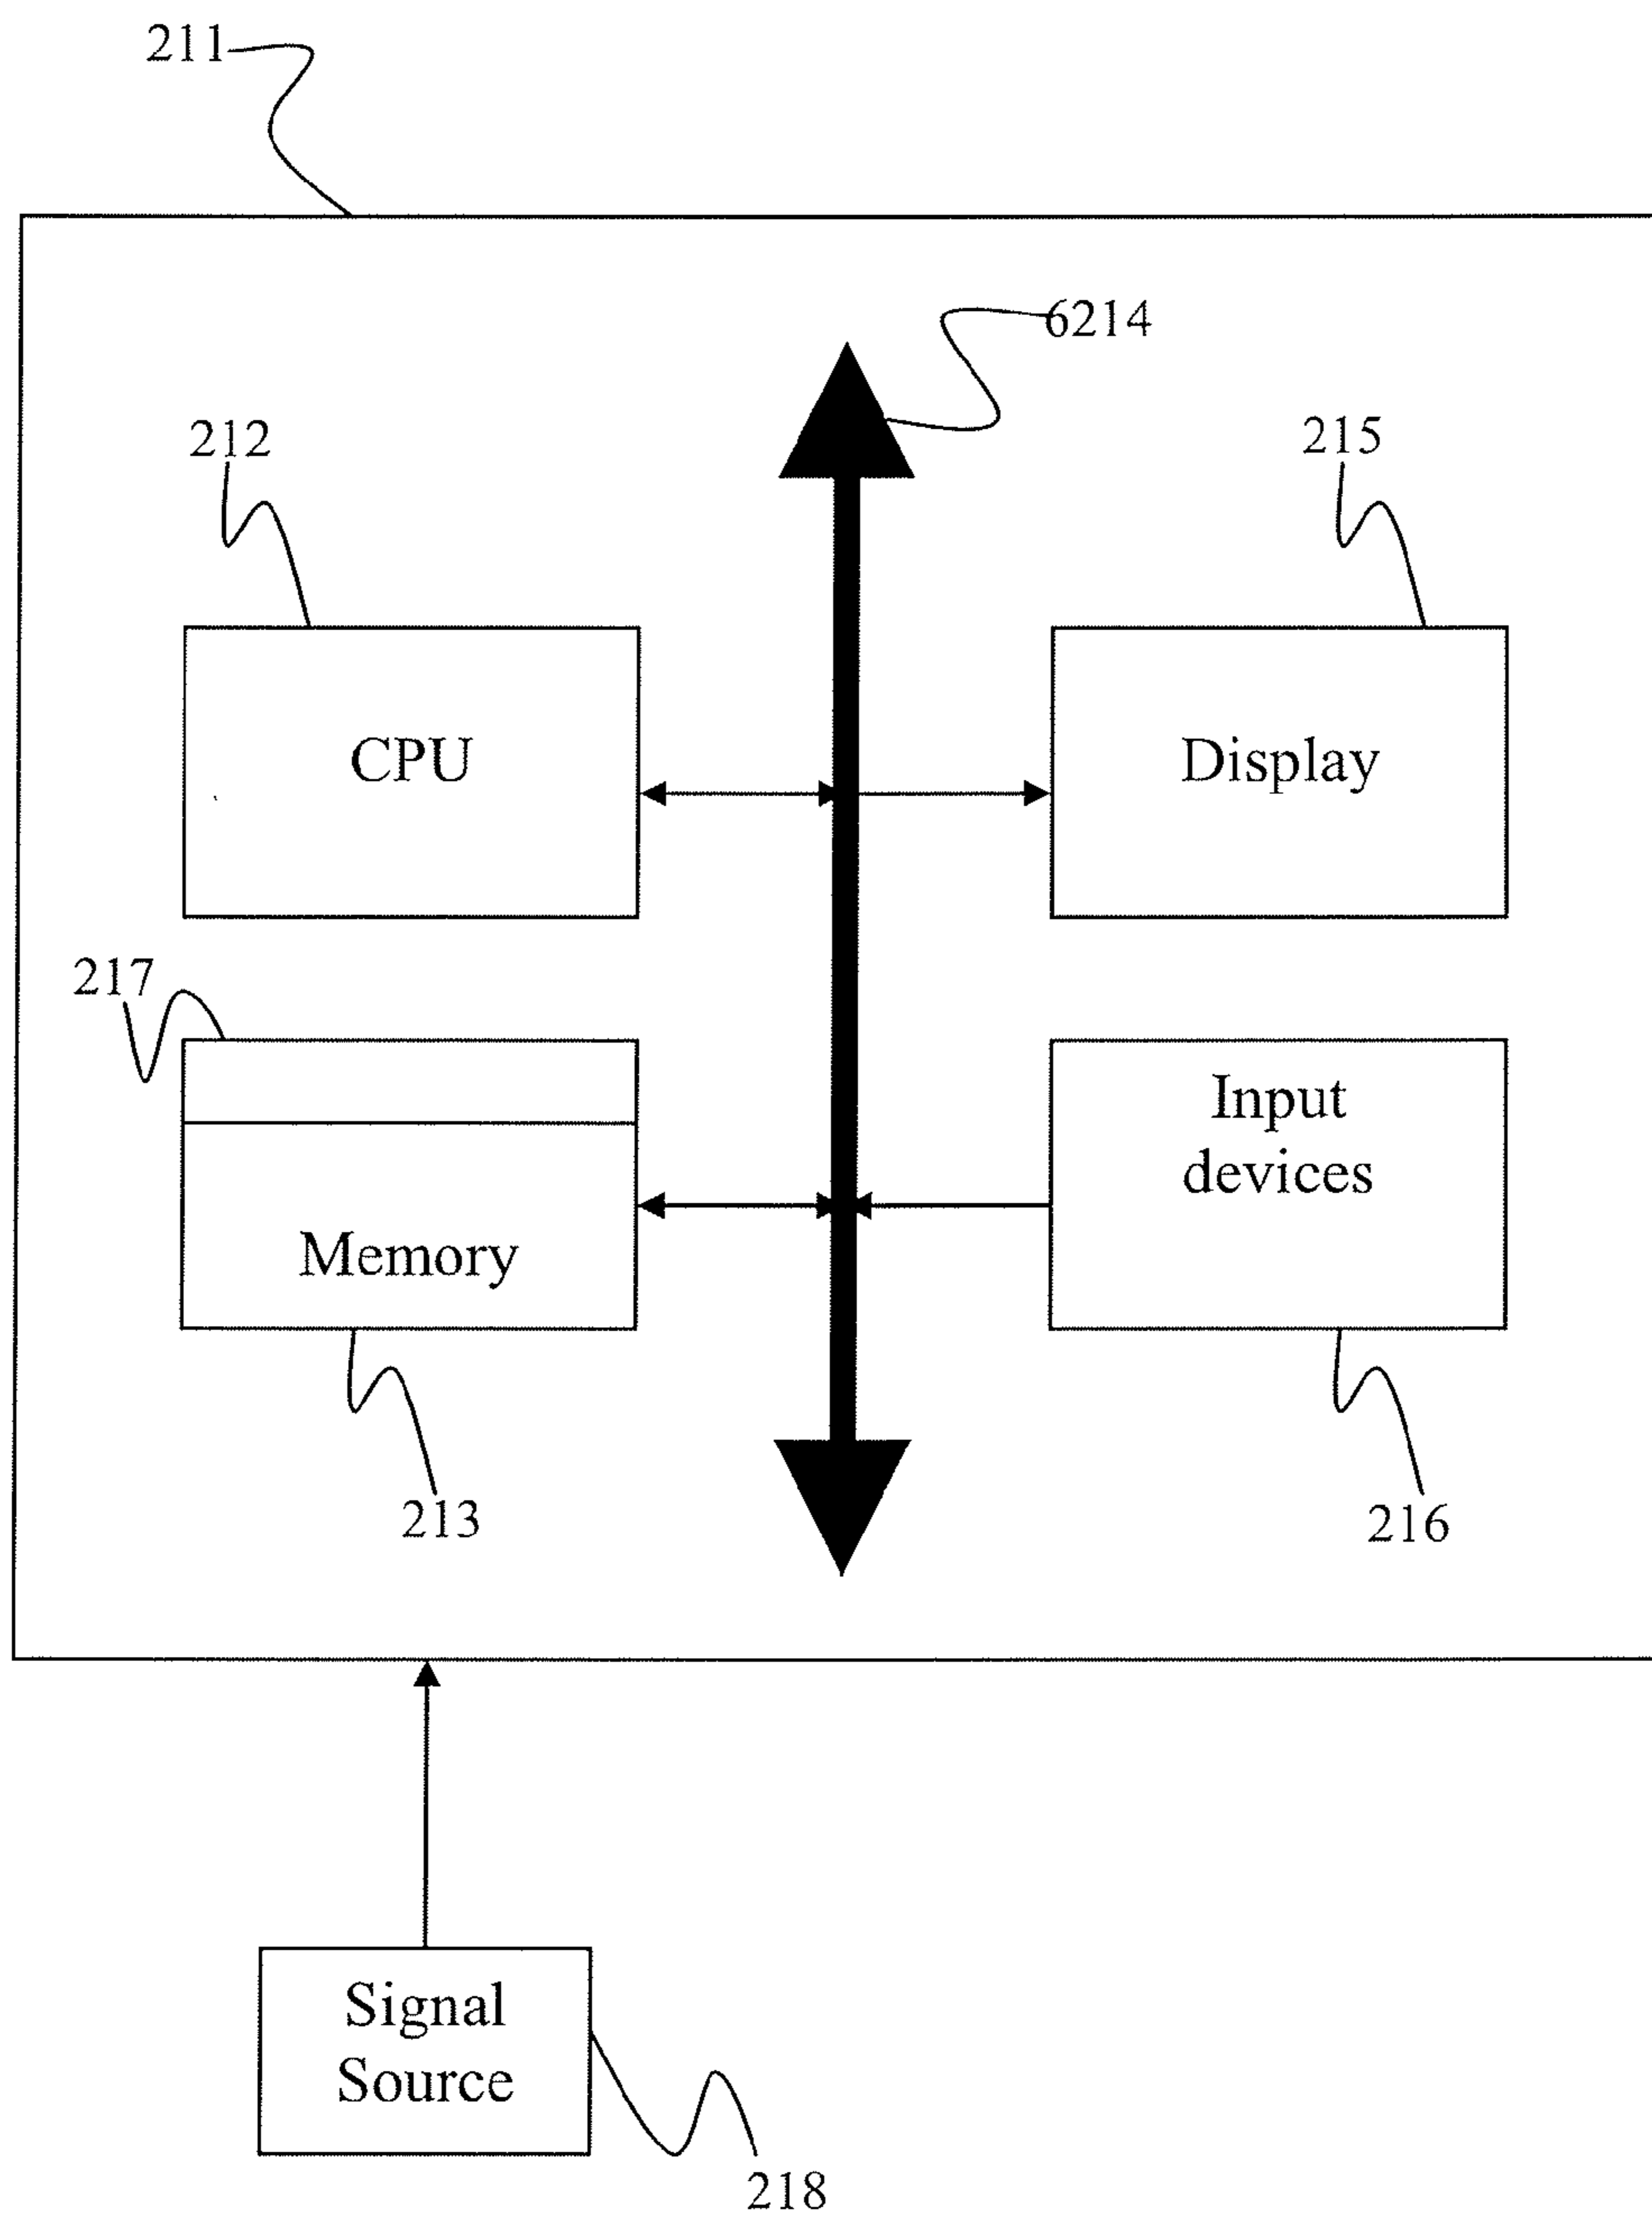 211
6214
212
215
CPU
Display
217
Input
devices
Memory
213
216
Signal
Source
218